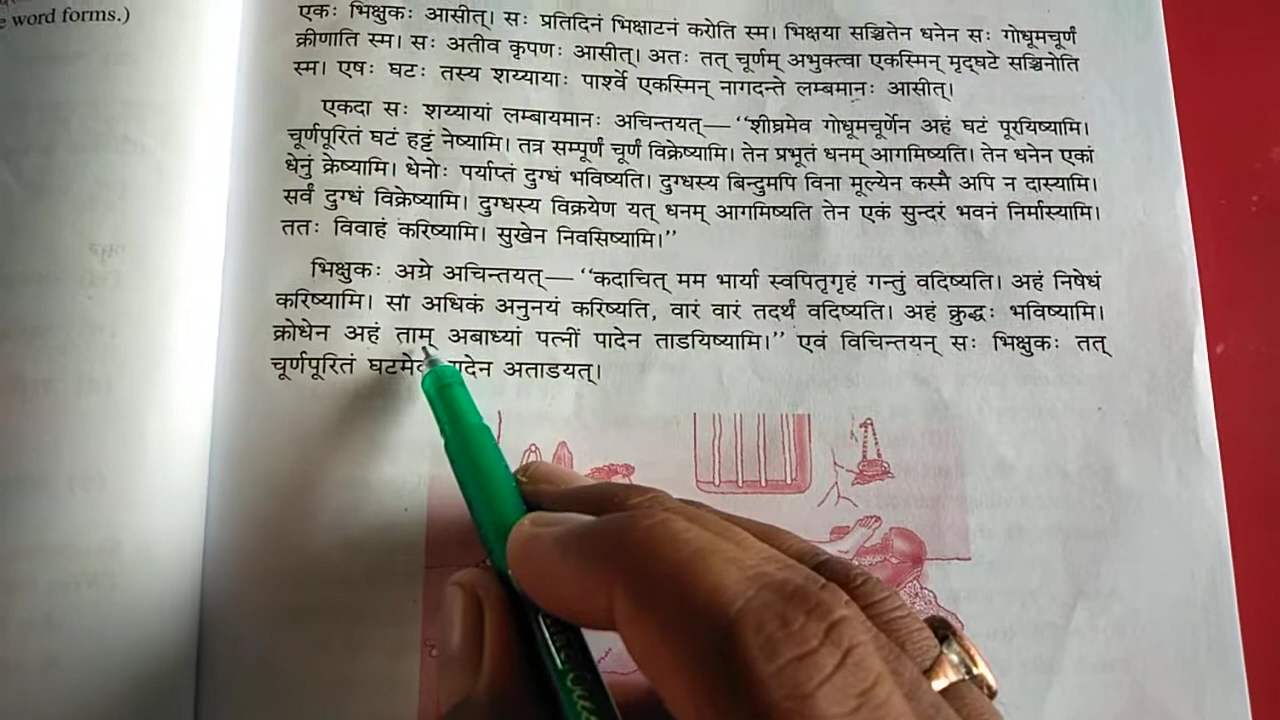 word forms.)
एकः भिक्षुकः आसीत्। सः प्रतिदिनं भिक्षाटनं करोति स्म। भिक्षया सञ्चितेन धनेन सः गोधूमचूर्णं
क्रीणाति स्म। सः अतीव कृपणः आसीत्। अतः तत् चूर्णम् अभुक्त्वा एकस्मिन् मृद्घटे सञ्चिनोति
स्म। एषः घटः तस्य शय्यायाः पार्श्वे एकस्मिन् नागदन्ते लम्बमानः आसीत्।
एकदा सः शय्यायां लम्बायमानः अचिन्तयत्—“शीघ्रमेव गोधूमचूर्णेन अहं घटं पूरयिष्यामि।
चूर्णपूरितं घटं हट्टं नेष्यामि। तत्र सम्पूर्णं चूर्णं विक्रेष्यामि। तेन प्रभूतं धनम् आगमिष्यति। तेन धनेन एकां
धेनुं क्रेष्यामि। धेनोः पर्याप्तं दुग्धं भविष्यति। दुग्धस्य बिन्दुमपि विना मूल्येन कस्मै अपि न दास्यामि।
सर्वं दुग्धं विक्रेष्यामि। दुग्धस्य विक्रयेण यत् धनम् आगमिष्यति तेन एकं सुन्दरं भवनं निर्मास्यामि।
ततः विवाहं करिष्यामि। सुखेन निवसिष्यामि।”
भिक्षुकः अग्रे अचिन्तयत्—“कदाचित् मम भार्या स्वपितृगृहं गन्तुं वदिष्यति। अहं निषेधं
करिष्यामि। सा अधिकं अनुनयं करिष्यति, वारं वारं तदर्थं वदिष्यति। अहं क्रुद्धः भविष्यामि।
क्रोधेन अहं ताम् अबाध्यां पत्नीं पादेन ताडयिष्यामि।” एवं विचिन्तयन् सः भिक्षुकः तत्
चूर्णपूरितं अताडयत्।